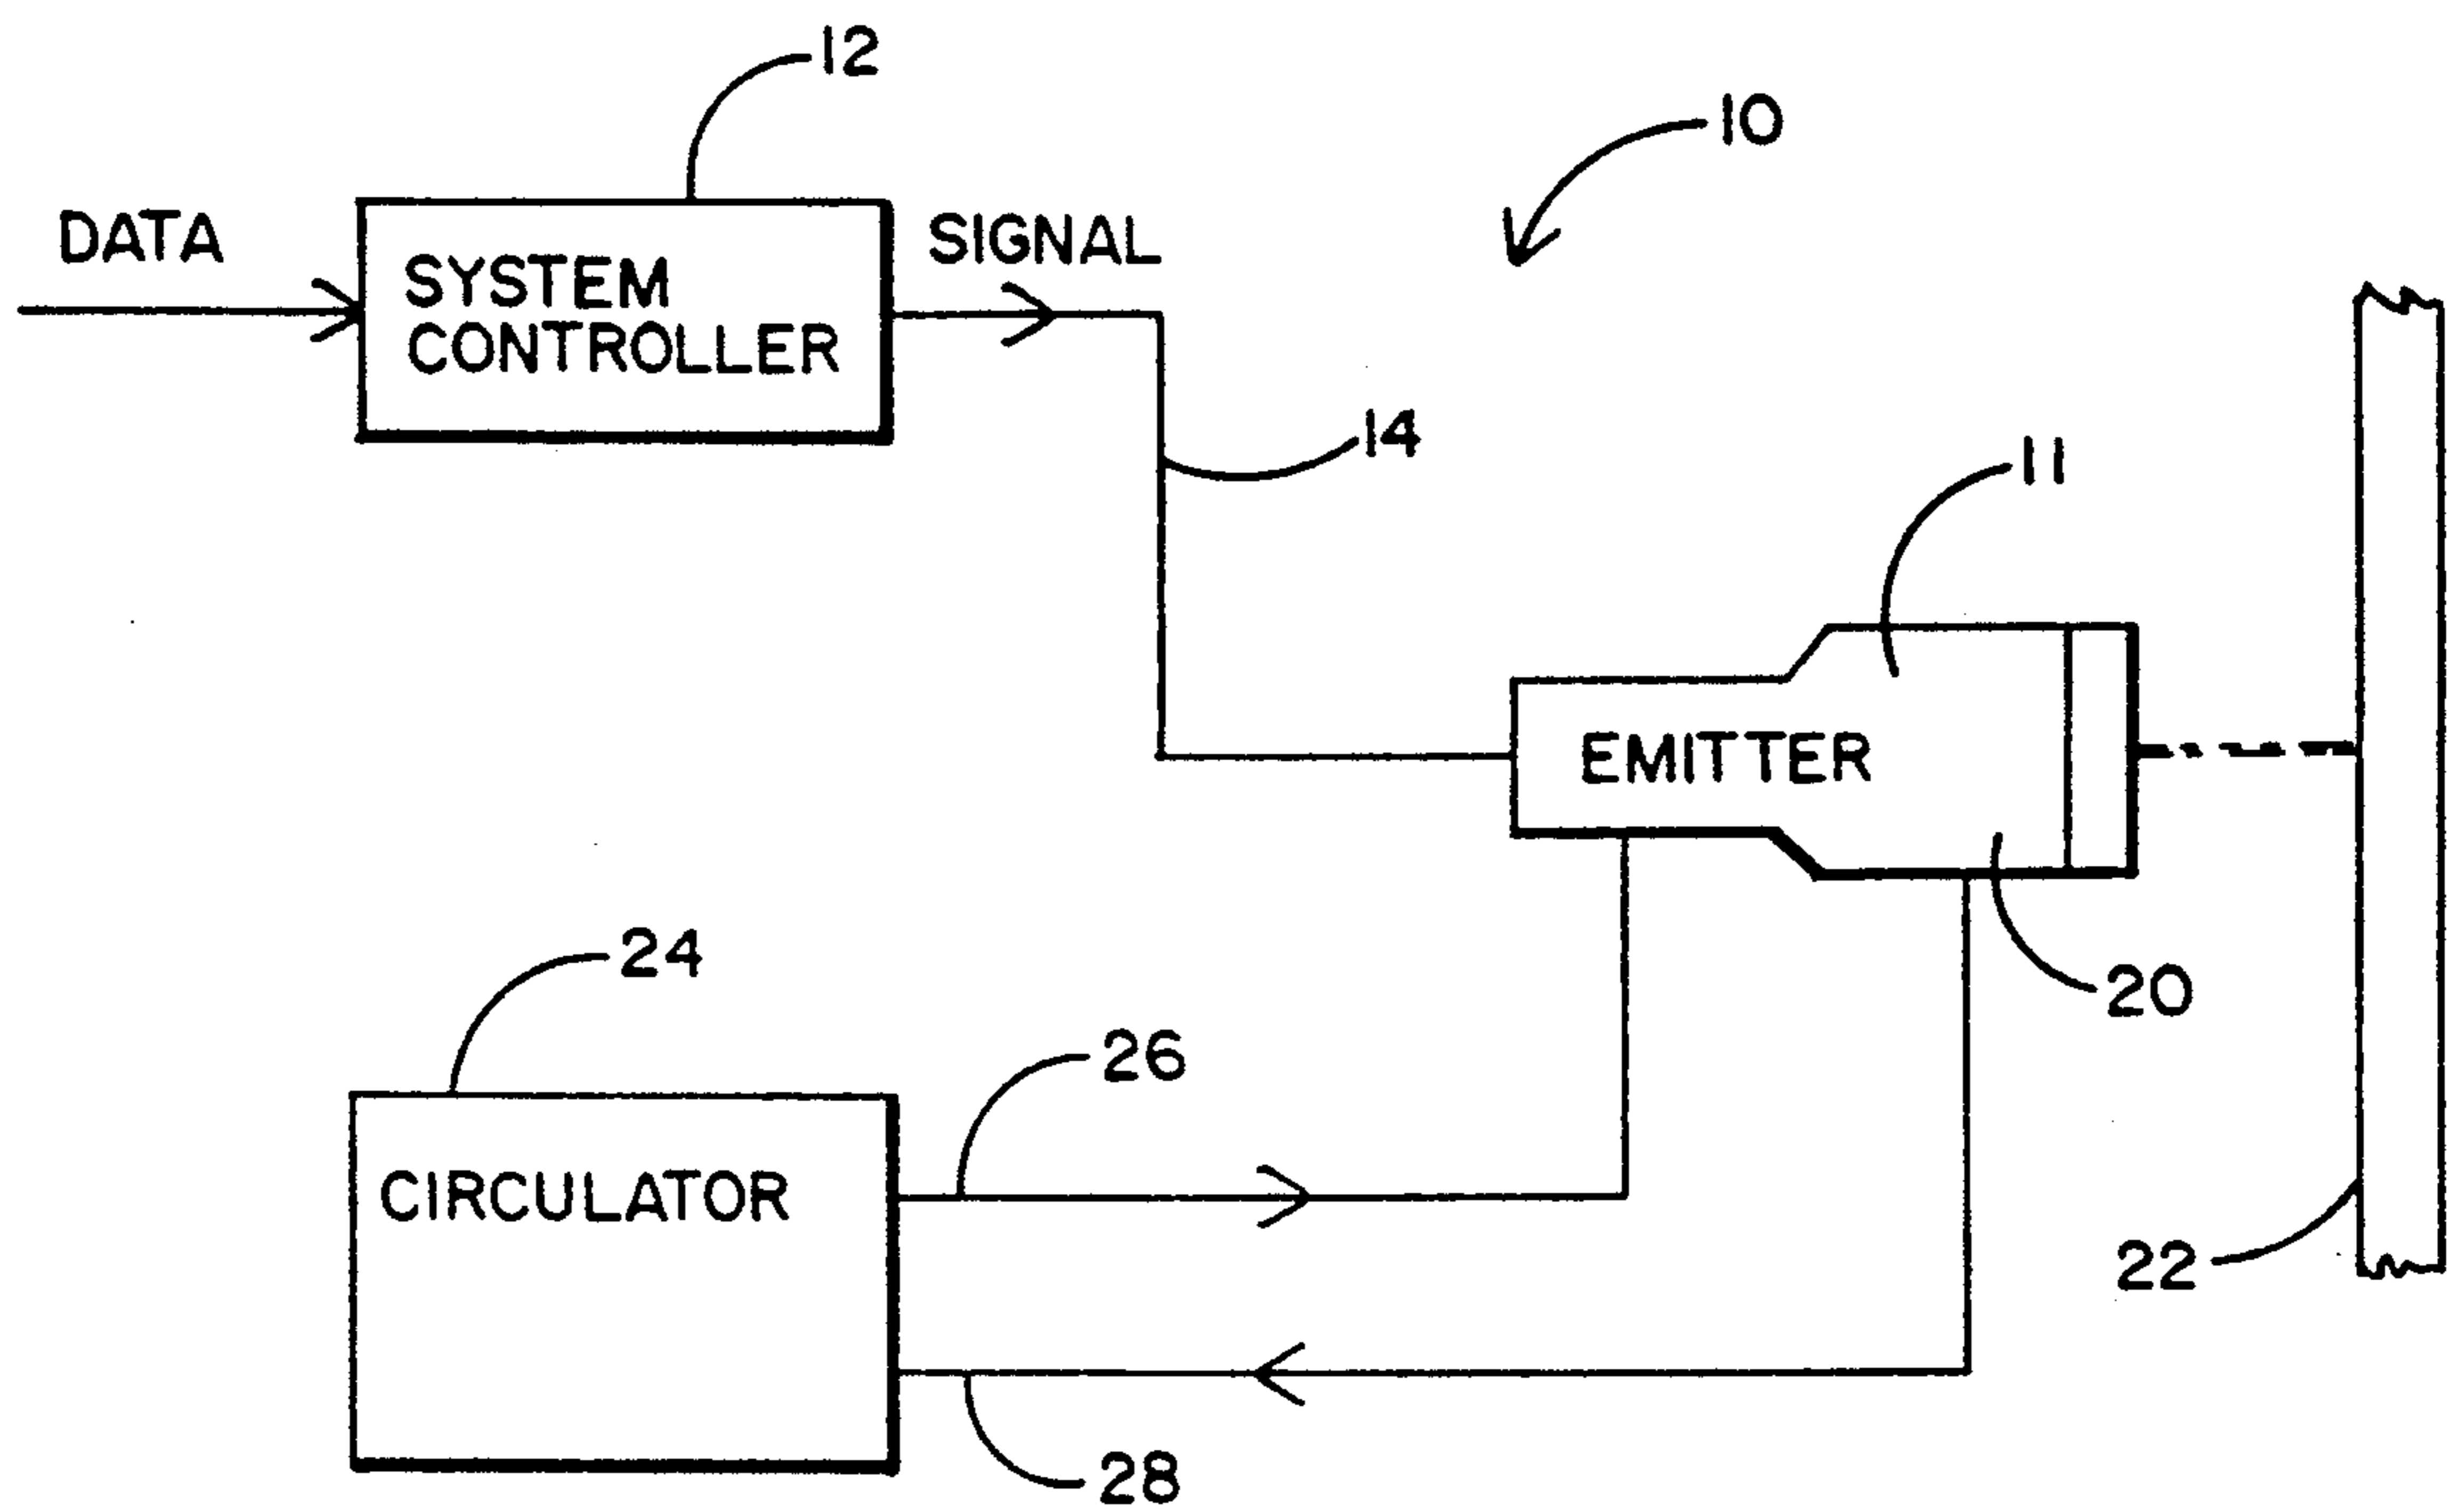 12
10
DATA
SYSTEM
CONTROLLER
SIGNAL
14
11
EMITTER
24
20
26
CIRCULATOR
22
28